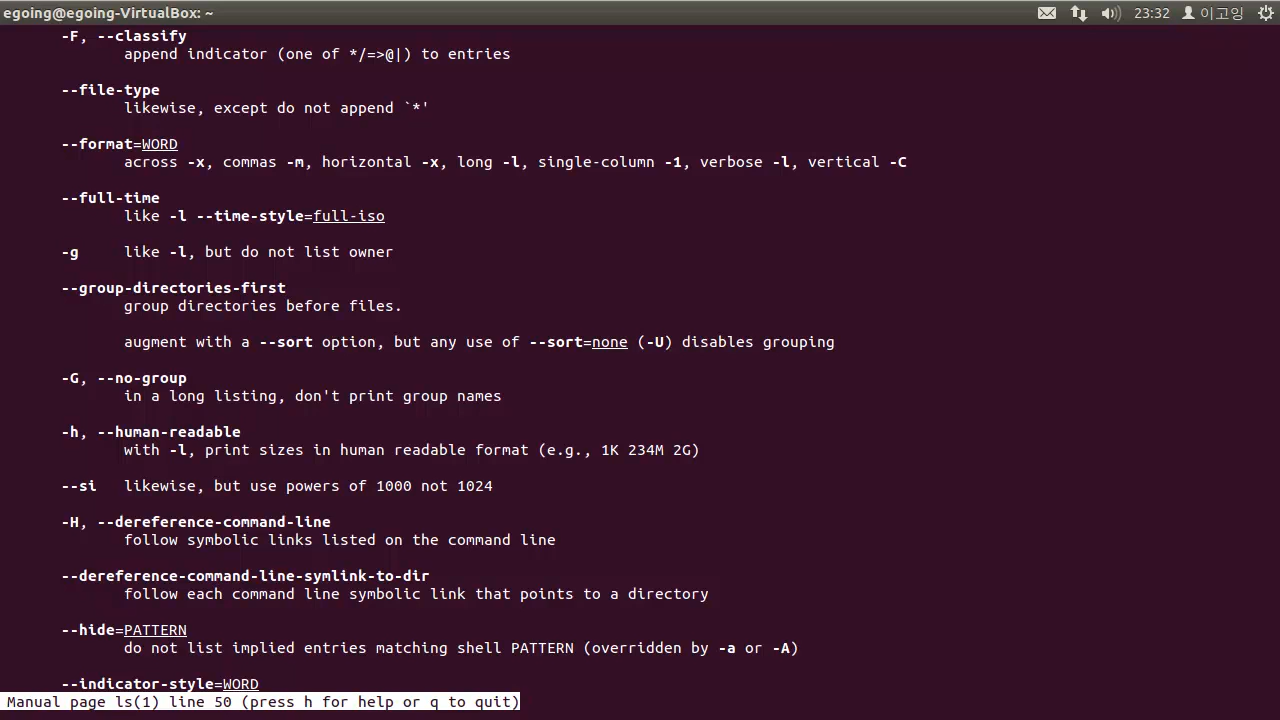 egoing@egoing-VirtualBox: ~ 23:32 이고잉
-F, --classify
append indicator (one of */=>@|) to entries
--file-type
likewise, except do not append `*'
--format=WORD
across -x, commas -m, horizontal -x, long -l, single-column -1, verbose -l, vertical -C
--full-time
like -l --time-style=full-iso
-g like -l, but do not list owner
--group-directories-first
group directories before files.
augment with a --sort option, but any use of --sort=none (-U) disables grouping
-G, --no-group
in a long listing, don't print group names
-h, --human-readable
with -l, print sizes in human readable format (e.g., 1K 234M 2G)
--si likewise, but use powers of 1000 not 1024
-H, --dereference-command-line
follow symbolic links listed on the command line
--dereference-command-line-symlink-to-dir
follow each command line symbolic link that points to a directory
--hide=PATTERN
do not list implied entries matching shell PATTERN (overridden by -a or -A)
--indicator-style=WORD
Manual page ls(1) line 50 (press h for help or q to quit)